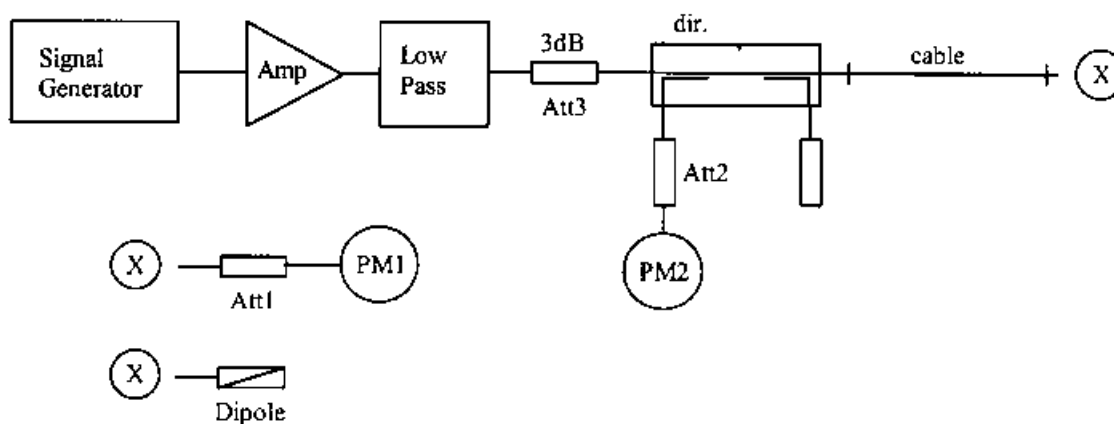 dir.
Signal
Generator
Amp
Low
Pass
3dB
Att3
cable
X
Att2
PM2
X
Att1
PM1
X
Dipole